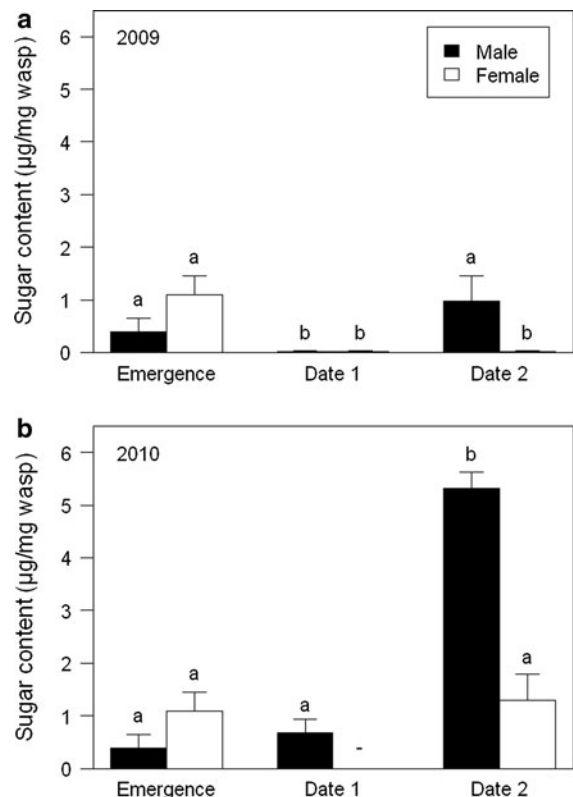 a
2009
Male
Female
Sugar content (µg/mg wasp)
6
5
4
3
2
1
0
a
a
b b
a
b
Emergence Date 1 Date 2
b
2010
Sugar content (µg/mg wasp)
6
5
4
3
2
1
0
a
a
a
-
b
a
Emergence Date 1 Date 2